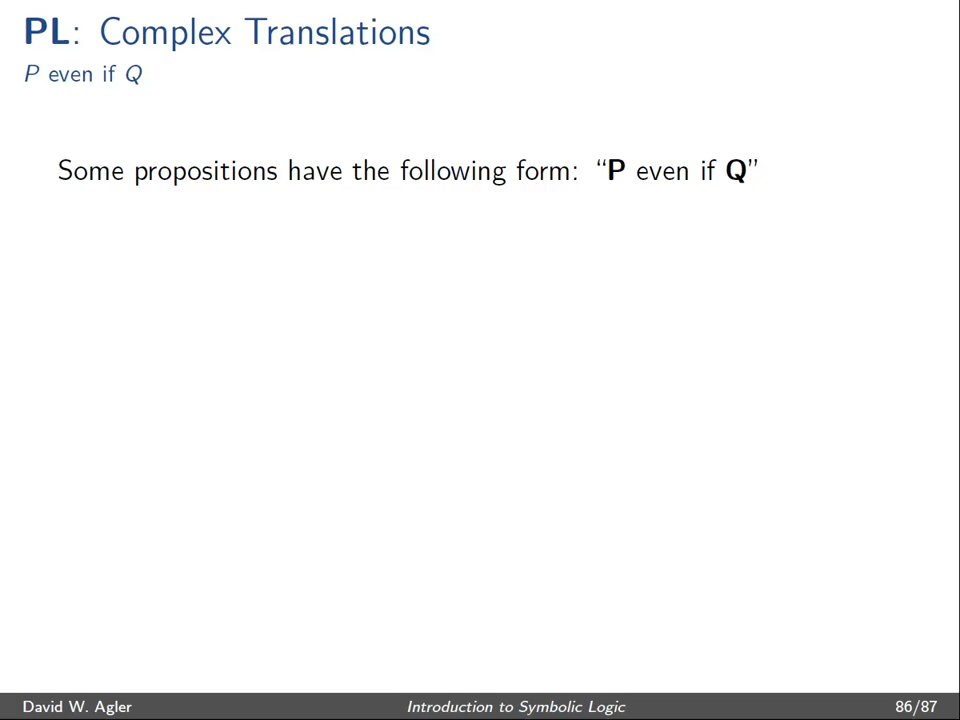 PL: Complex Translations
P even if Q
Some propositions have the following form: “P even if Q”
David W. Agler Introduction to Symbolic Logic 86/87